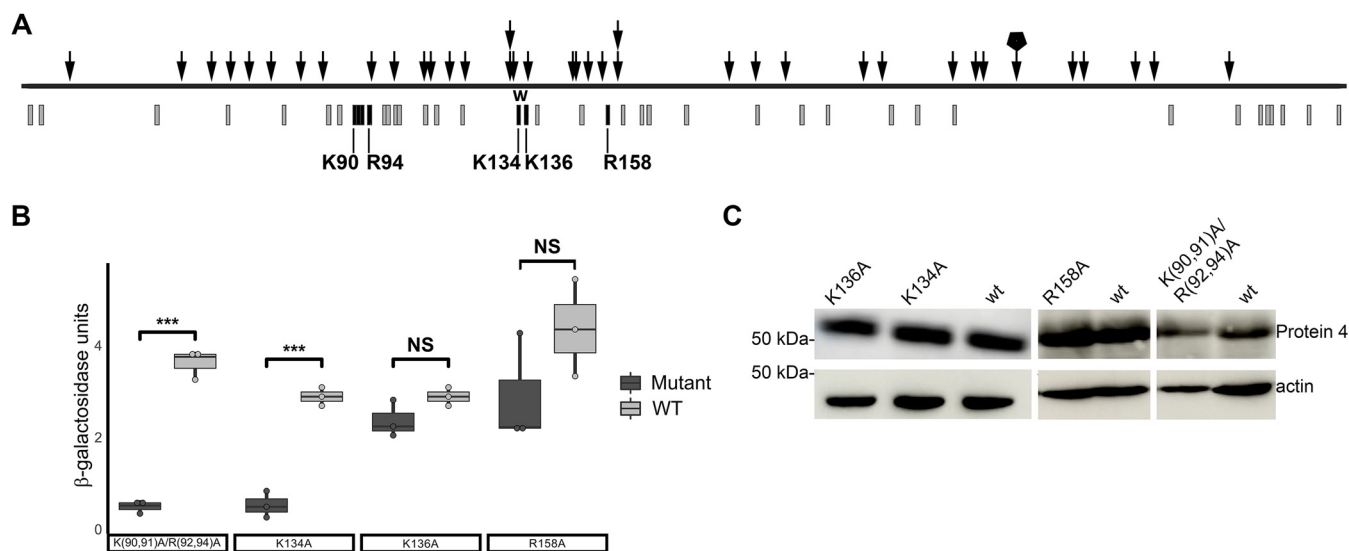 A
W
K90 R94 K134 K136 R158
B
β-galactosidase units
4
2
0
***
***
NS
NS
Mutant
WT
K(90,91)A/R(92,94)A K134A K136A R158A
C
K136A K134A wt R158A wt K(90,91)A/
R(92,94)A wt
50 kDa- Protein 4
50 kDa- actin